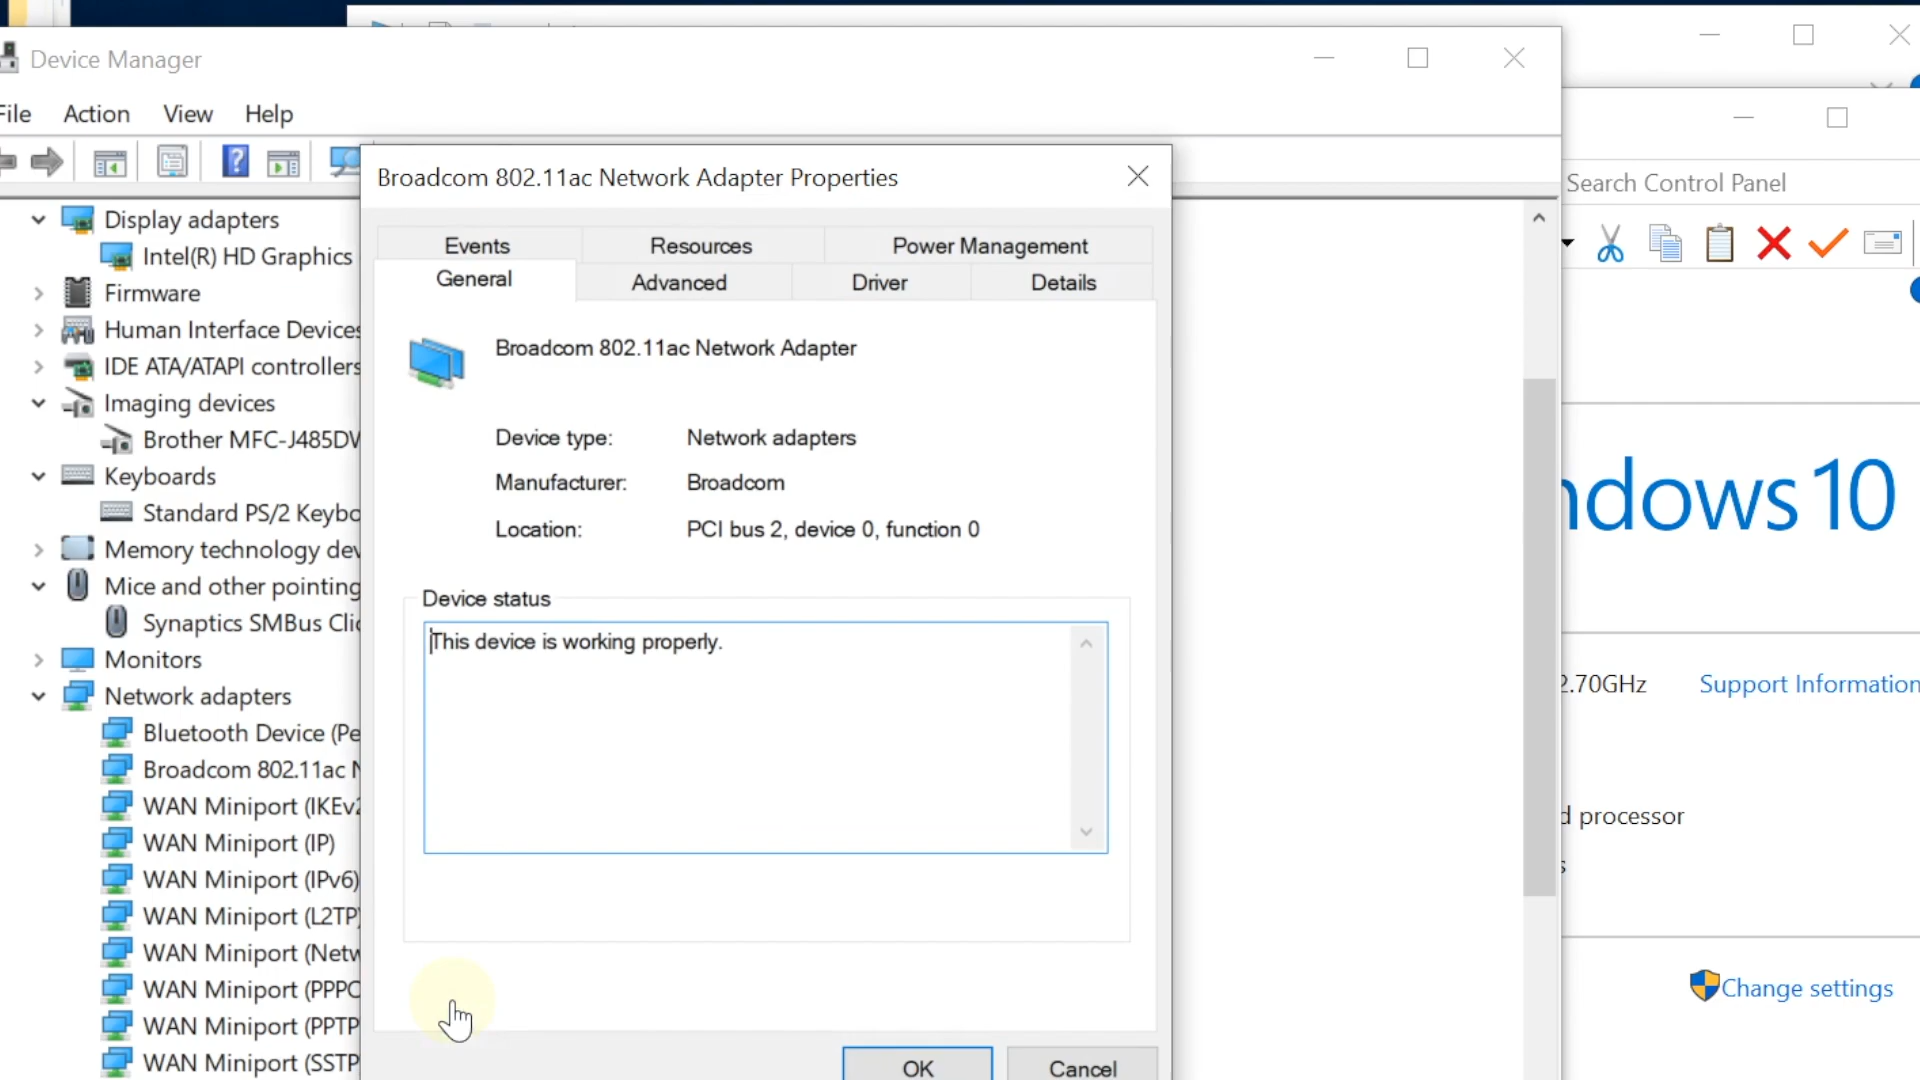 Device Manager
File Action View Help
Display adapters
Intel(R) HD Graphics
Firmware
Human Interface Devices
IDE ATA/ATAPI controllers
Imaging devices
Brother MFC-J485DW
Keyboards
Standard PS/2 Keybo
Memory technology dev
Mice and other pointing
Synaptics SMBus Clic
Monitors
Network adapters
Bluetooth Device (Pe
Broadcom 802.11ac N
WAN Miniport (IKEv2
WAN Miniport (IP)
WAN Miniport (IPv6)
WAN Miniport (L2TP)
WAN Miniport (Netw
WAN Miniport (PPPO
WAN Miniport (PPTP
WAN Miniport (SSTP
Broadcom 802.11ac Network Adapter Properties
Events Resources Power Management
General Advanced Driver Details
Broadcom 802.11ac Network Adapter
Device type: Network adapters
Manufacturer: Broadcom
Location: PCI bus 2, device 0, function 0
Device status
This device is working properly.
OK Cancel
Search Control Panel
ndows 10
2.70GHz Support Information
d processor
s
Change settings